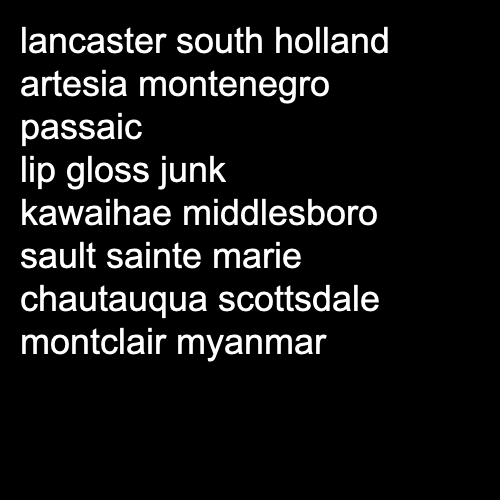 lancaster south holland
artesia montenegro
passaic
lip gloss junk
kawaihae middlesboro
sault sainte marie
chautauqua scottsdale
montclair myanmar